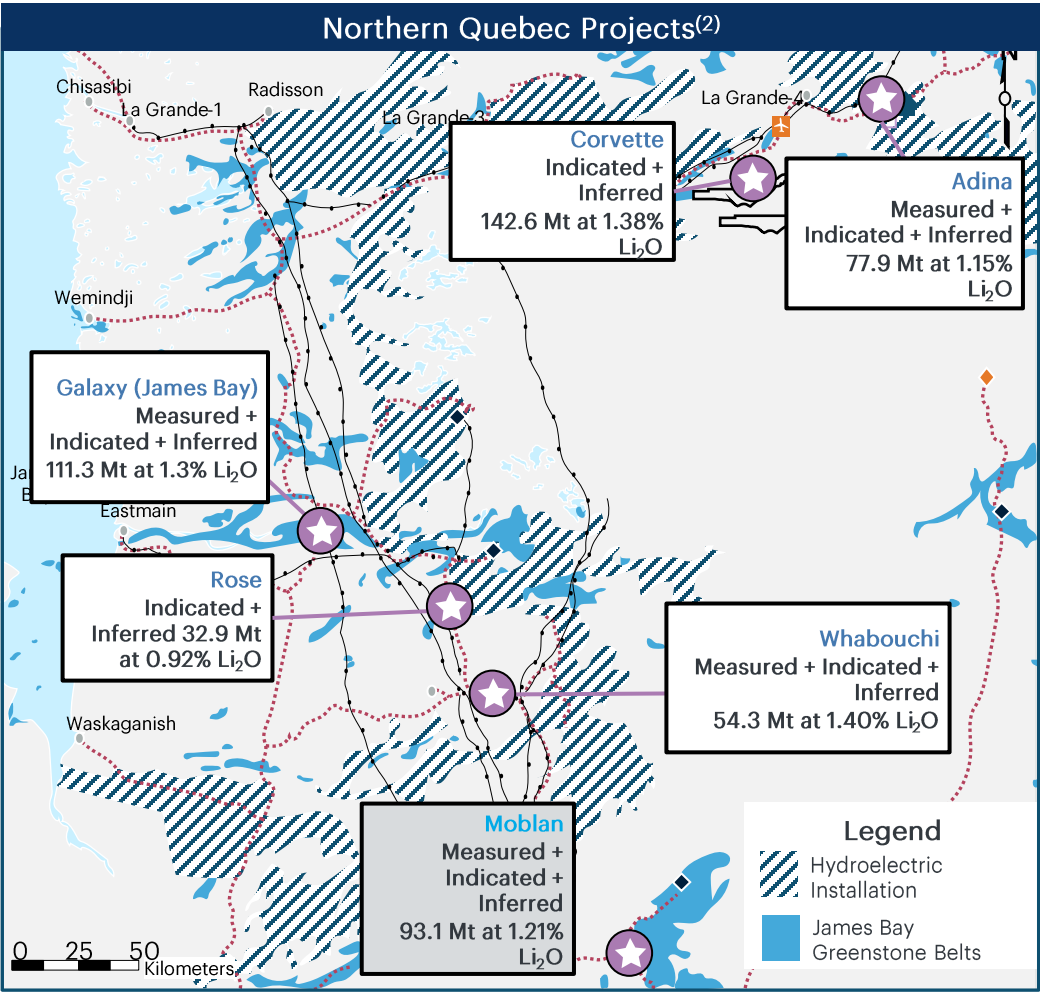 Northern Quebec Projects(2)
Chisasibi
La Grande-1
Radisson
La Grande-3
La Grande-4
N
Corvette
Indicated +
Inferred
142.6 Mt at 1.38%
Li₂O
Adina
Measured +
Indicated + Inferred
77.9 Mt at 1.15%
Li₂O
Wemindji
Galaxy (James Bay)
Measured +
Indicated + Inferred
111.3 Mt at 1.3% Li₂O
Ja
B
Eastmain
Rose
Indicated +
Inferred 32.9 Mt
at 0.92% Li₂O
Whabouchi
Measured + Indicated +
Inferred
54.3 Mt at 1.40% Li₂O
Waskaganish
Moblan
Measured +
Indicated +
Inferred
93.1 Mt at 1.21%
Li₂O
Legend
Hydroelectric
Installation
James Bay
Greenstone Belts
0 25 50
Kilometers